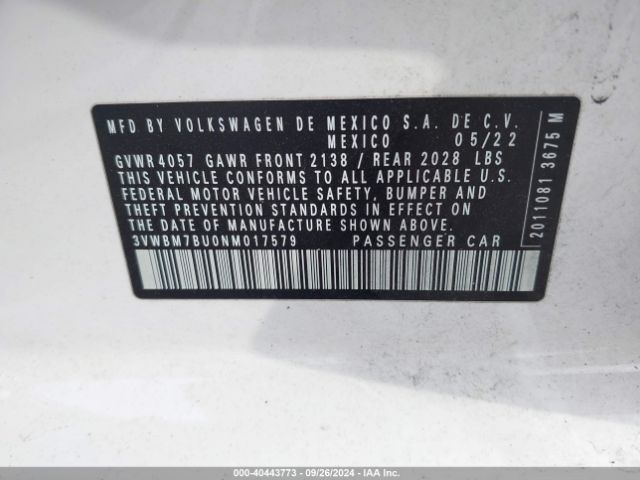 MFD BY VOLKSWAGEN DE MEXICO S.A. DE C.V.
MEXICO 05/22
GVWR 4057 GAWR FRONT 2138 / REAR 2028 LBS
THIS VEHICLE CONFORMS TO ALL APPLICABLE U.S.
FEDERAL MOTOR VEHICLE SAFETY, BUMPER AND
THEFT PREVENTION STANDARDS IN EFFECT ON
THE DATE OF MANUFACTURE SHOWN ABOVE.
3VWBM7BU0NM017579 PASSENGER CAR
2011081 3675 M
000-40443773 - 09/26/2024 - IAA Inc.